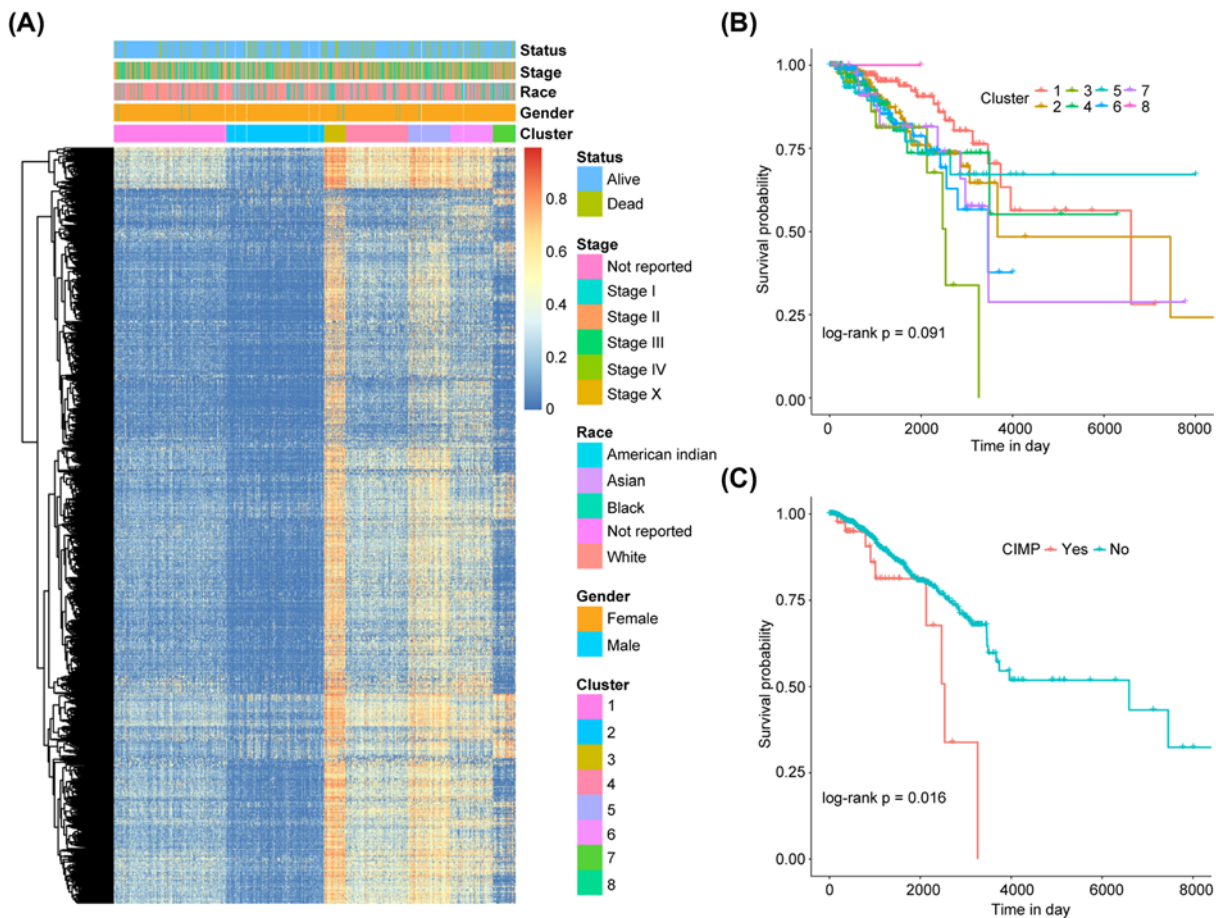 (A)
Status
Stage
Race
Gender
Cluster
0.8
0.6
0.4
0.2
0
Status
Alive
Dead
Stage
Not reported
Stage I
Stage II
Stage III
Stage IV
Stage X
Race
American indian
Asian
Black
Not reported
White
Gender
Female
Male
Cluster
1
2
3
4
5
6
7
8
(B)
Survival probability
1.00
0.75
0.50
0.25
0.00
Cluster
1 3 5 7
2 4 6 8
log-rank p = 0.091
0 2000 4000 6000 8000
Time in day
(C)
Survival probability
1.00
0.75
0.50
0.25
0.00
CIMP Yes No
log-rank p = 0.016
0 2000 4000 6000 8000
Time in day